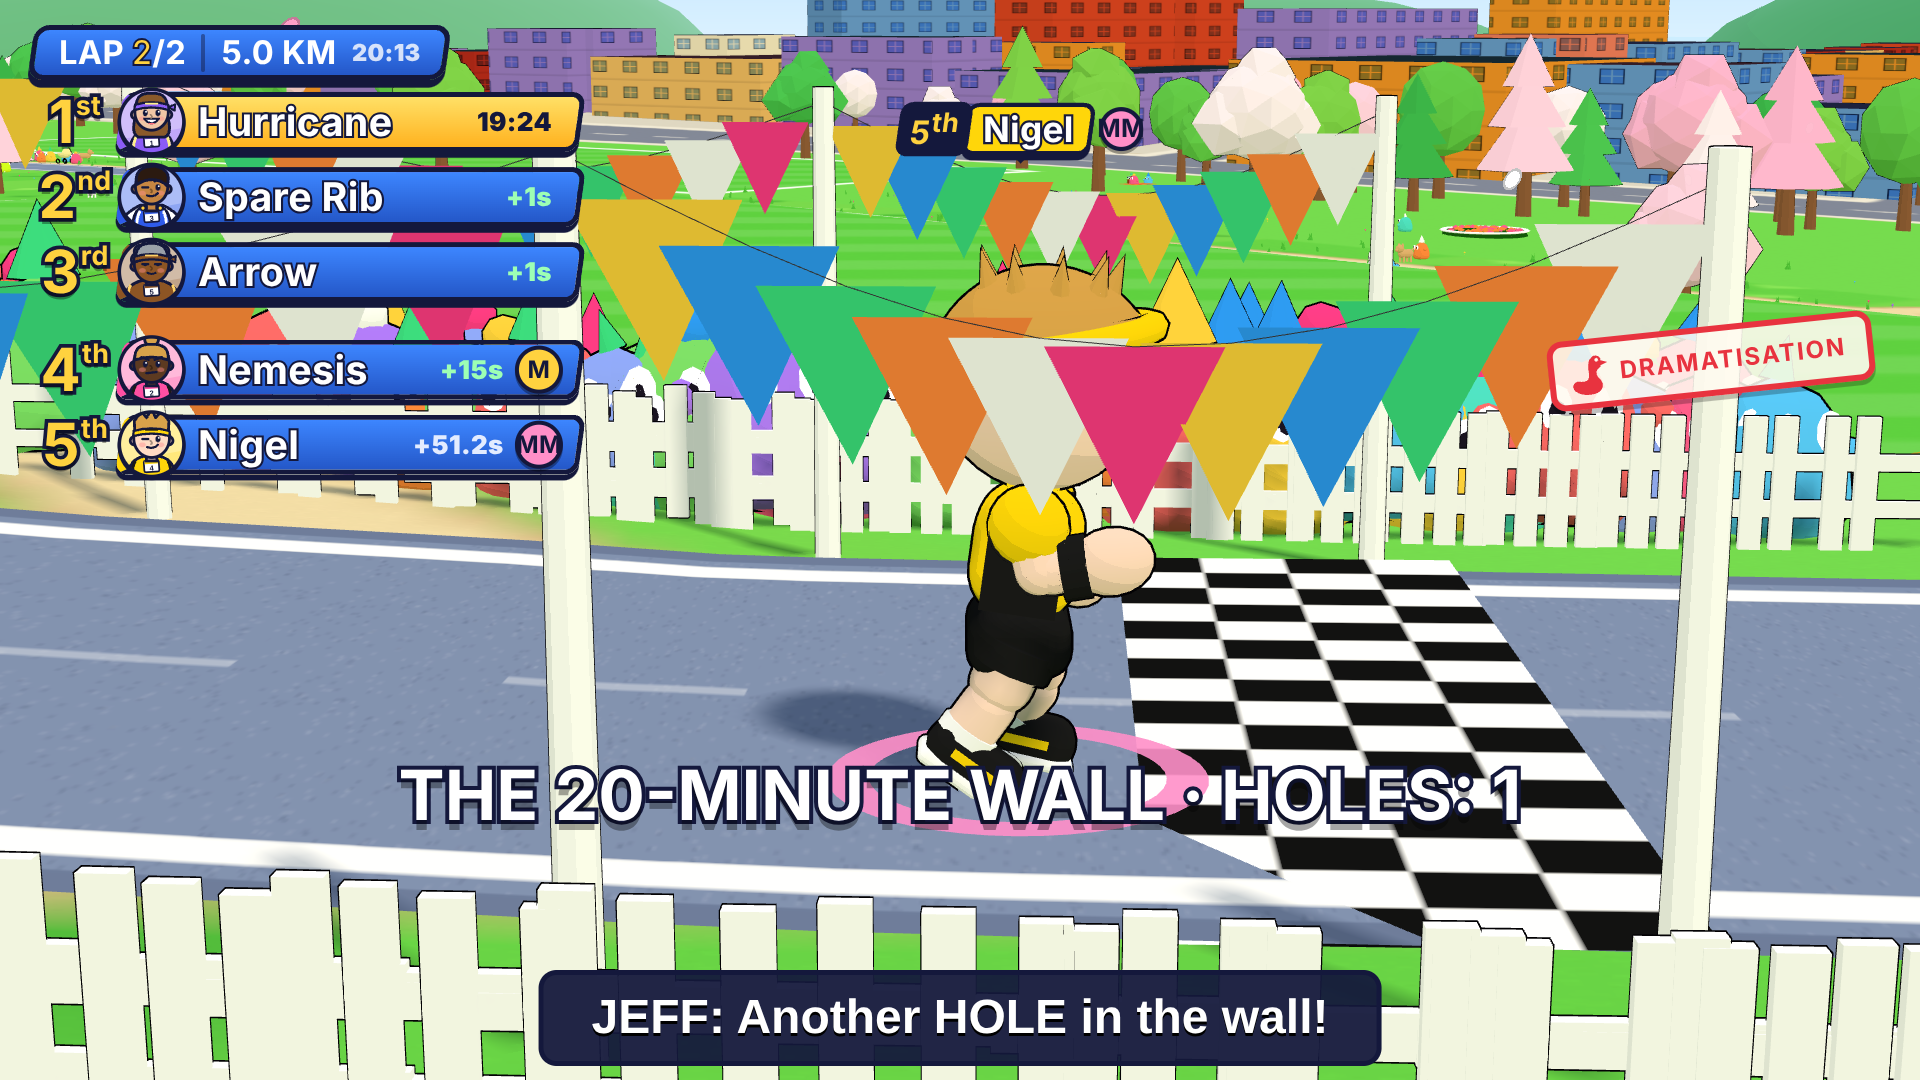 LAP 2/2 5.0 KM 20:13
1st Hurricane 19:24
2nd Spare Rib +1s
3rd Arrow +1s
4th Nemesis +15s M
5th Nigel +51.2s MM
5th Nigel MM
DRAMATISATION
THE 20-MINUTE WALL · HOLES: 1
JEFF: Another HOLE in the wall!